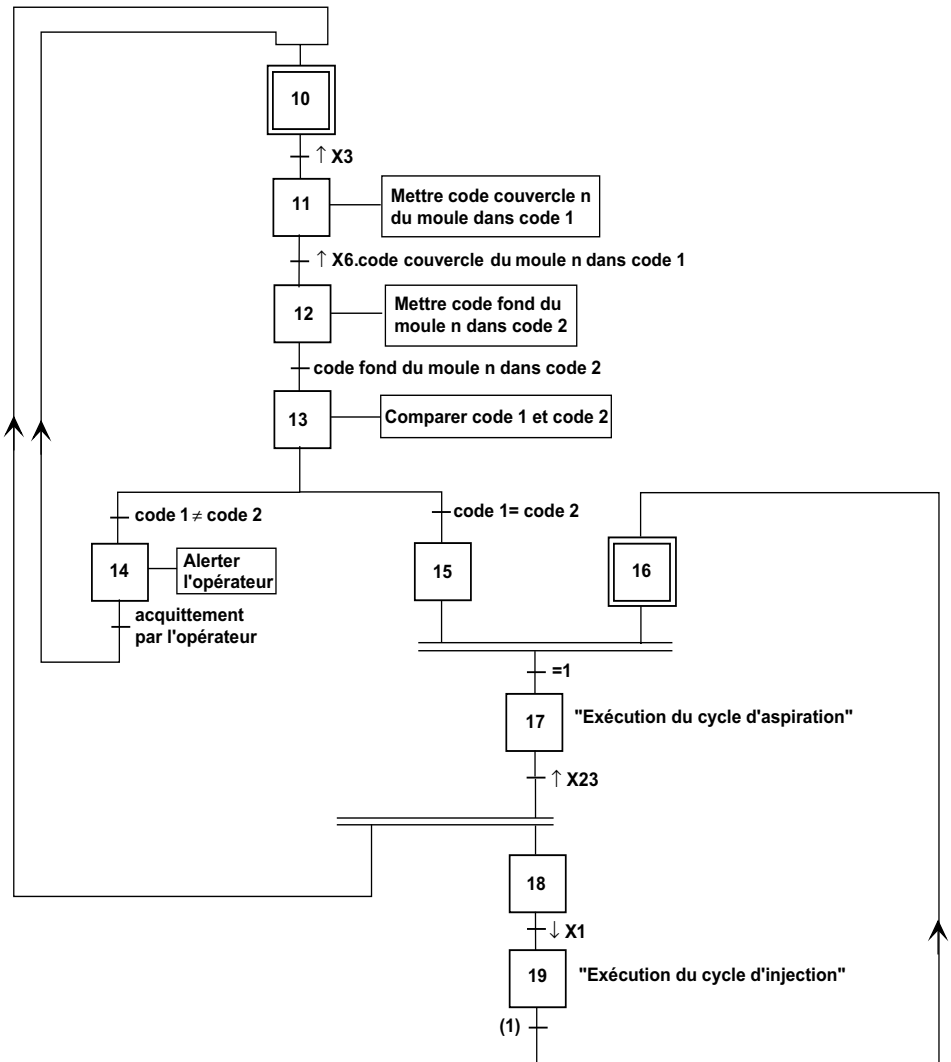 10
↑ X3
11
Mettre code couvercle n
du moule dans code 1
↑ X6.code couvercle du moule n dans code 1
12
Mettre code fond du
moule n dans code 2
code fond du moule n dans code 2
13
Comparer code 1 et code 2
code 1 ≠ code 2
code 1= code 2
14
Alerter
l'opérateur
15
16
acquittement
par l'opérateur
=1
17
"Exécution du cycle d'aspiration"
↑ X23
18
↓ X1
19
"Exécution du cycle d'injection"
(1)